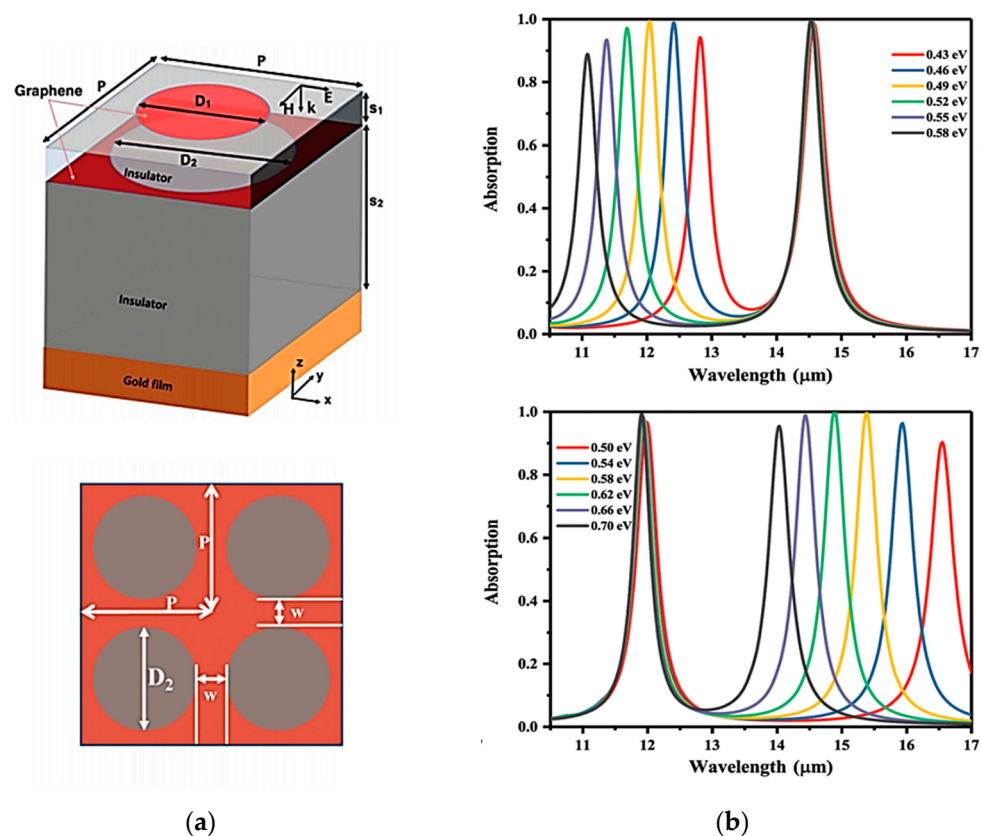 P
P
Graphene
D₁
E
H
k
S₁
D₂
Insulator
S₂
Insulator
Gold film
z
y
x
P
P
w
D₂
w
(a)
Absorption
1.0
0.8
0.6
0.4
0.2
0.0
0.43 eV
0.46 eV
0.49 eV
0.52 eV
0.55 eV
0.58 eV
11 12 13 14 15 16 17
Wavelength (μm)
Absorption
1.0
0.8
0.6
0.4
0.2
0.0
0.50 eV
0.54 eV
0.58 eV
0.62 eV
0.66 eV
0.70 eV
11 12 13 14 15 16 17
Wavelength (μm)
(b)